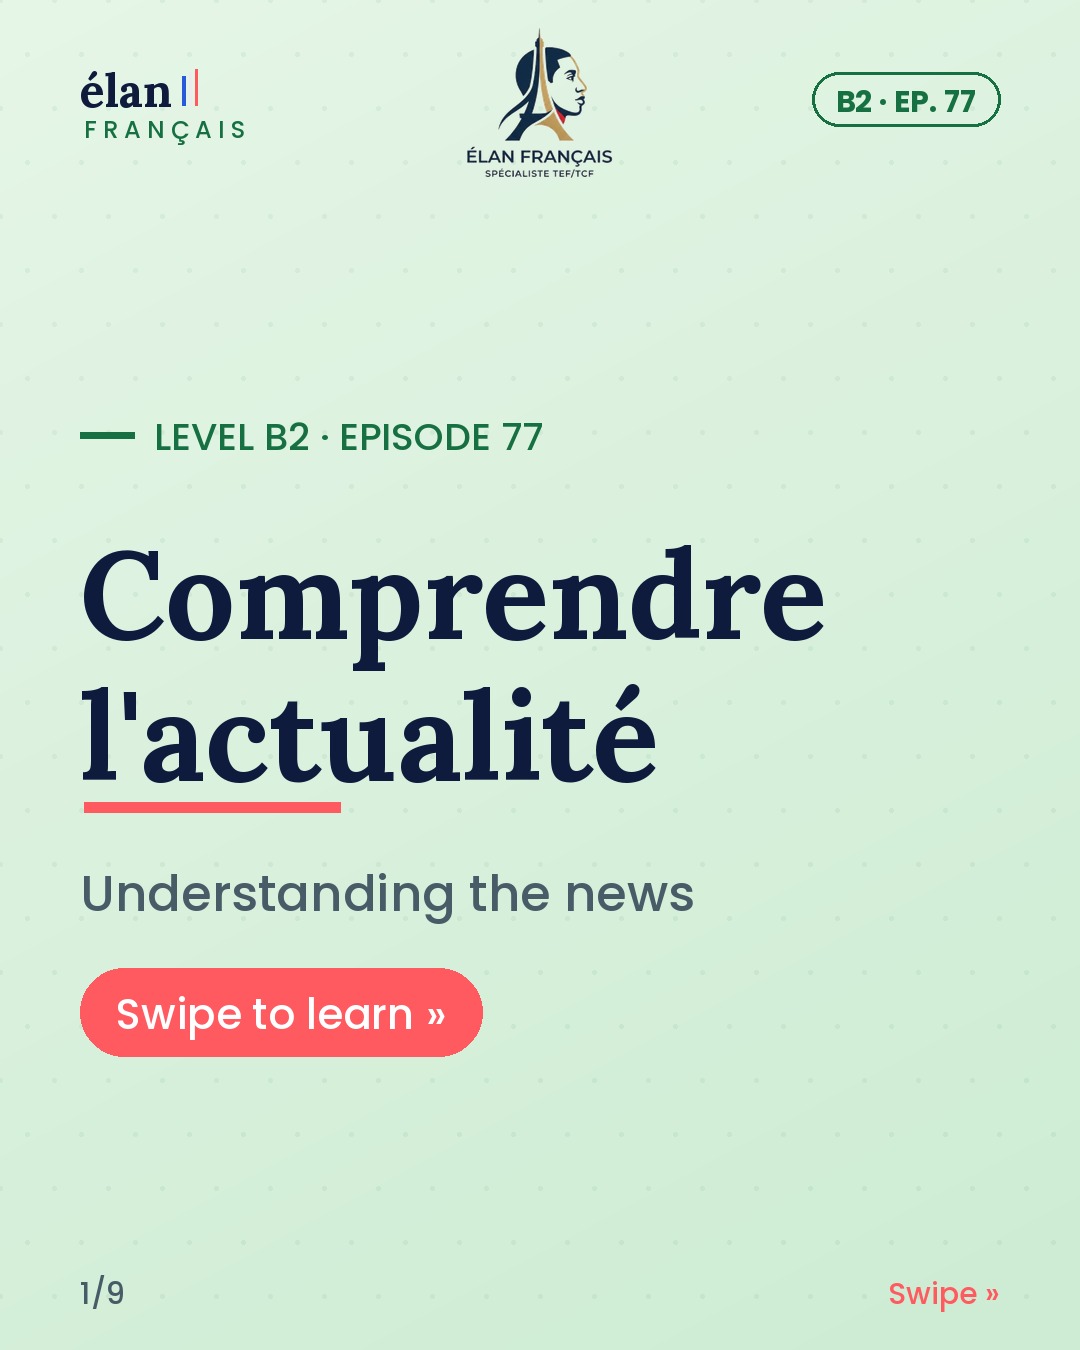 élan
FRANÇAIS
ÉLAN FRANÇAIS
SPÉCIALISTE TEF/TCF
B2 · EP. 77
LEVEL B2 · EPISODE 77
Comprendre
l'actualité
Understanding the news
Swipe to learn »
1/9
Swipe »